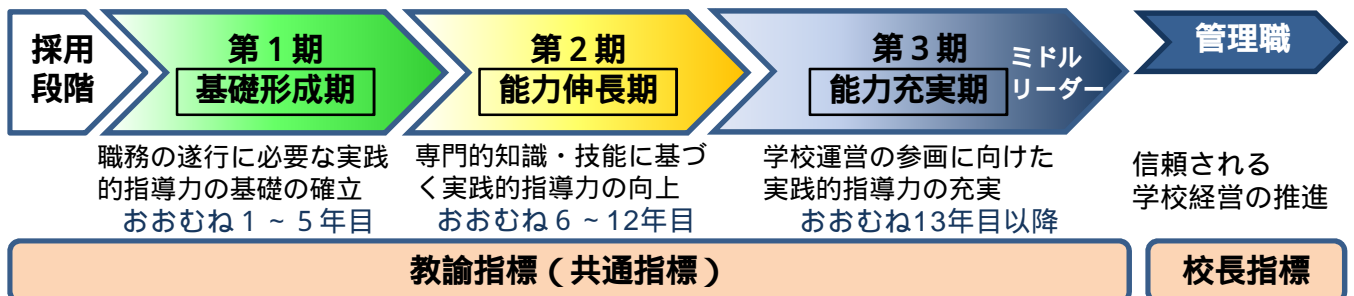 採用
段階
第１期
基礎形成期
職務の遂行に必要な実践
的指導力の基礎の確立
おおむね１～５年目
第２期
能力伸長期
専門的知識・技能に基づ
く実践的指導力の向上
おおむね６～12年目
第３期
能力充実期
ミドル
リーダー
学校運営の参画に向けた
実践的指導力の充実
おおむね13年目以降
管理職
信頼される
学校経営の推進
教諭指標（共通指標）
校長指標